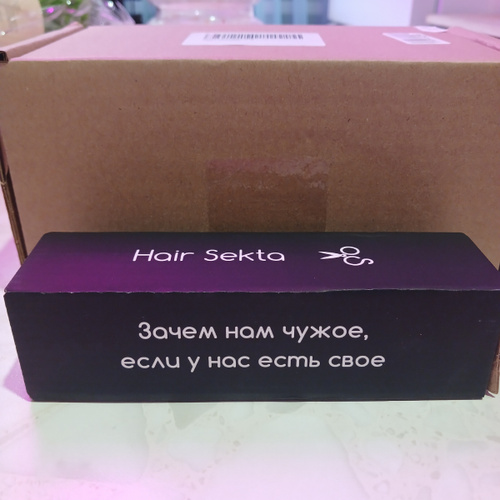 Hair Sekta
Зачем нам чужое,
если у нас есть свое